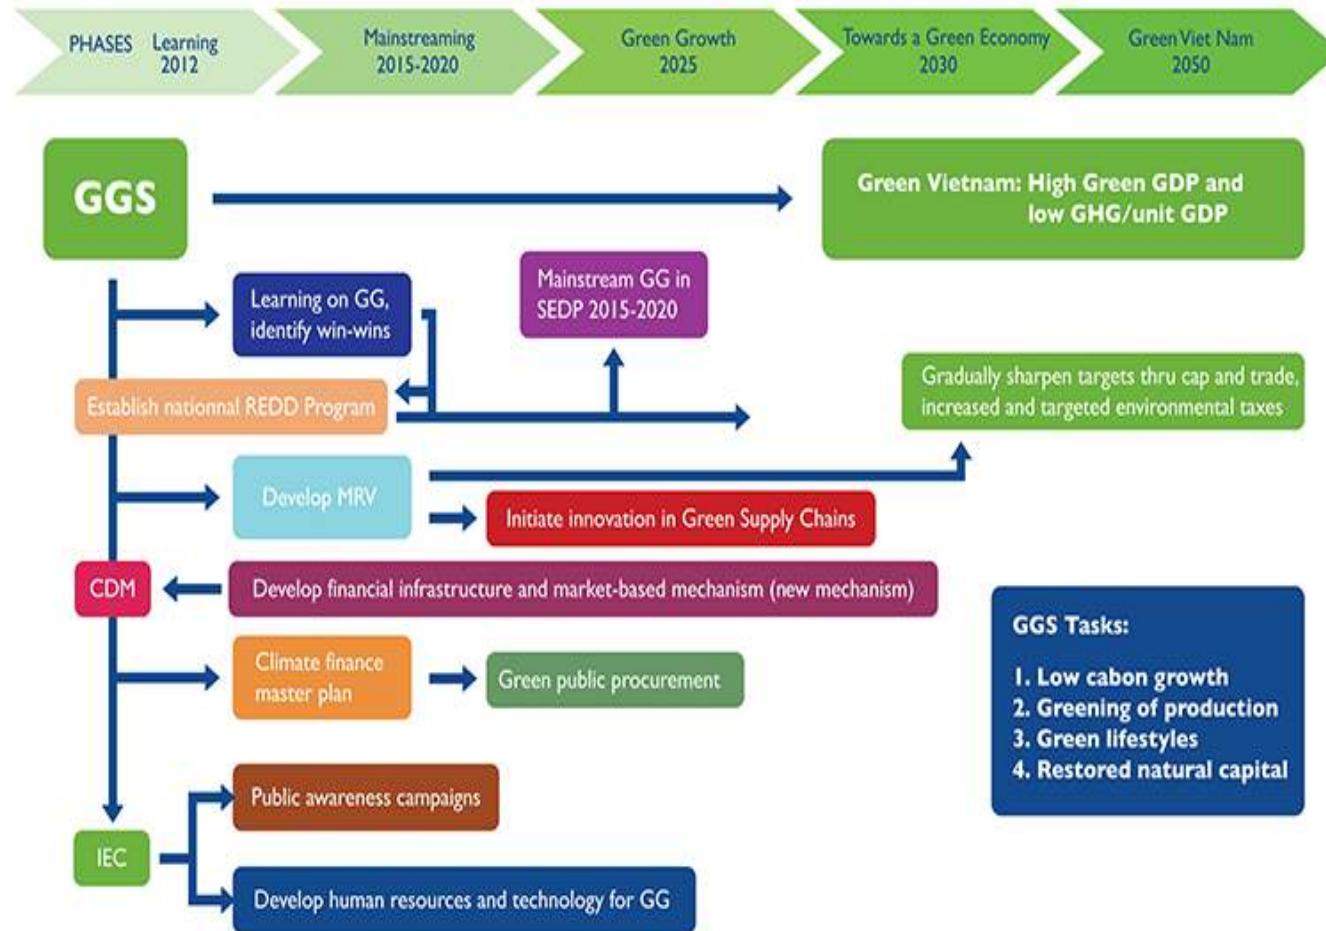 PHASES Learning
2012
Mainstreaming
2015-2020
Green Growth
2025
Towards a Green Economy
2030
Green Viet Nam
2050
GGS
Green Vietnam: High Green GDP and
low GHG/unit GDP
Learning on GG,
identify win-wins
Mainstream GG in
SEDP 2015-2020
Establish nationnal REDD Program
Gradually sharpen targets thru cap and trade,
increased and targeted environmental taxes
Develop MRV
Initiate innovation in Green Supply Chains
CDM
Develop financial infrastructure and market-based mechanism (new mechanism)
Climate finance
master plan
Green public procurement
GGS Tasks:
1. Low cabon growth
2. Greening of production
3. Green lifestyles
4. Restored natural capital
Public awareness campaigns
IEC
Develop human resources and technology for GG